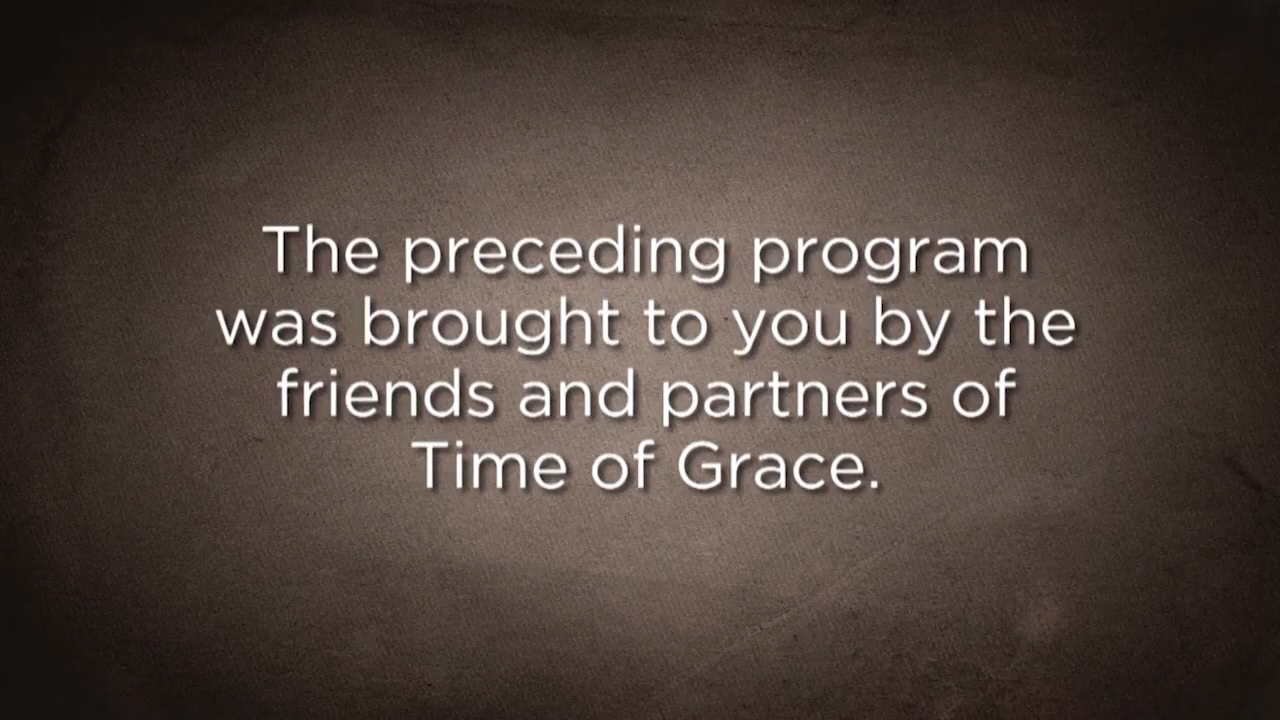 The preceding program
was brought to you by the
friends and partners of
Time of Grace.